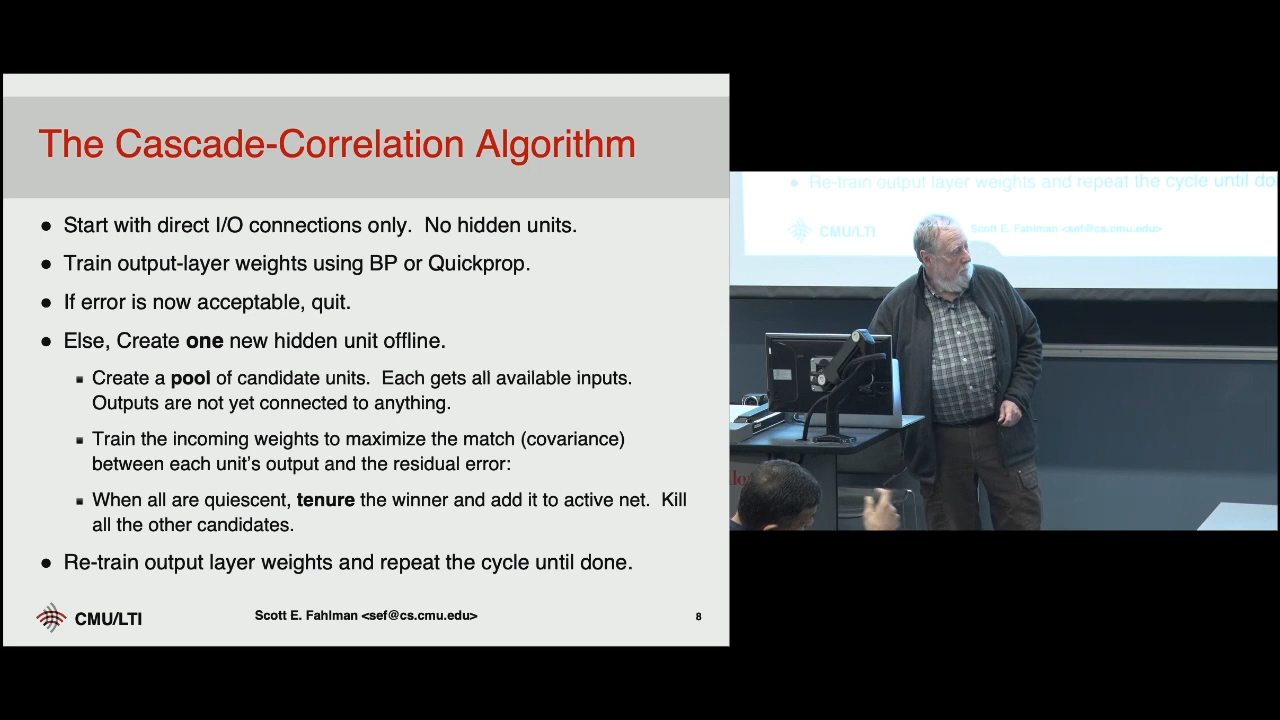 The Cascade-Correlation Algorithm
• Start with direct I/O connections only. No hidden units.
• Train output-layer weights using BP or Quickprop.
• If error is now acceptable, quit.
• Else, Create one new hidden unit offline.
▪ Create a pool of candidate units. Each gets all available inputs.
Outputs are not yet connected to anything.
▪ Train the incoming weights to maximize the match (covariance)
between each unit's output and the residual error:
▪ When all are quiescent, tenure the winner and add it to active net. Kill
all the other candidates.
• Re-train output layer weights and repeat the cycle until done.
CMU/LTI
Scott E. Fahlman <sef@cs.cmu.edu>
8
• Re-train output layer weights and repeat the cycle until do
CMU/LTI
Scott E. Fahlman <sef@cs.cmu.edu>